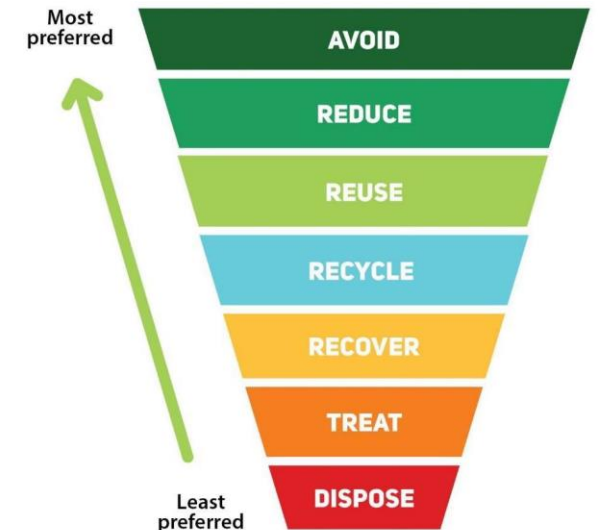 Most
preferred
AVOID
REDUCE
REUSE
RECYCLE
RECOVER
TREAT
DISPOSE
Least
preferred